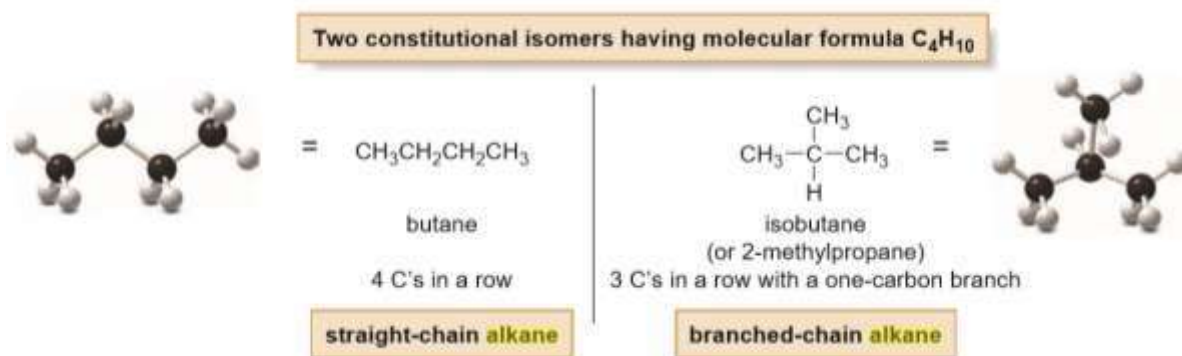 Two constitutional isomers having molecular formula C₄H₁₀
=
CH₃CH₂CH₂CH₃
butane
4 C's in a row
straight-chain alkane
CH₃
CH₃–C–CH₃
H
=
isobutane
(or 2-methylpropane)
3 C's in a row with a one-carbon branch
branched-chain alkane